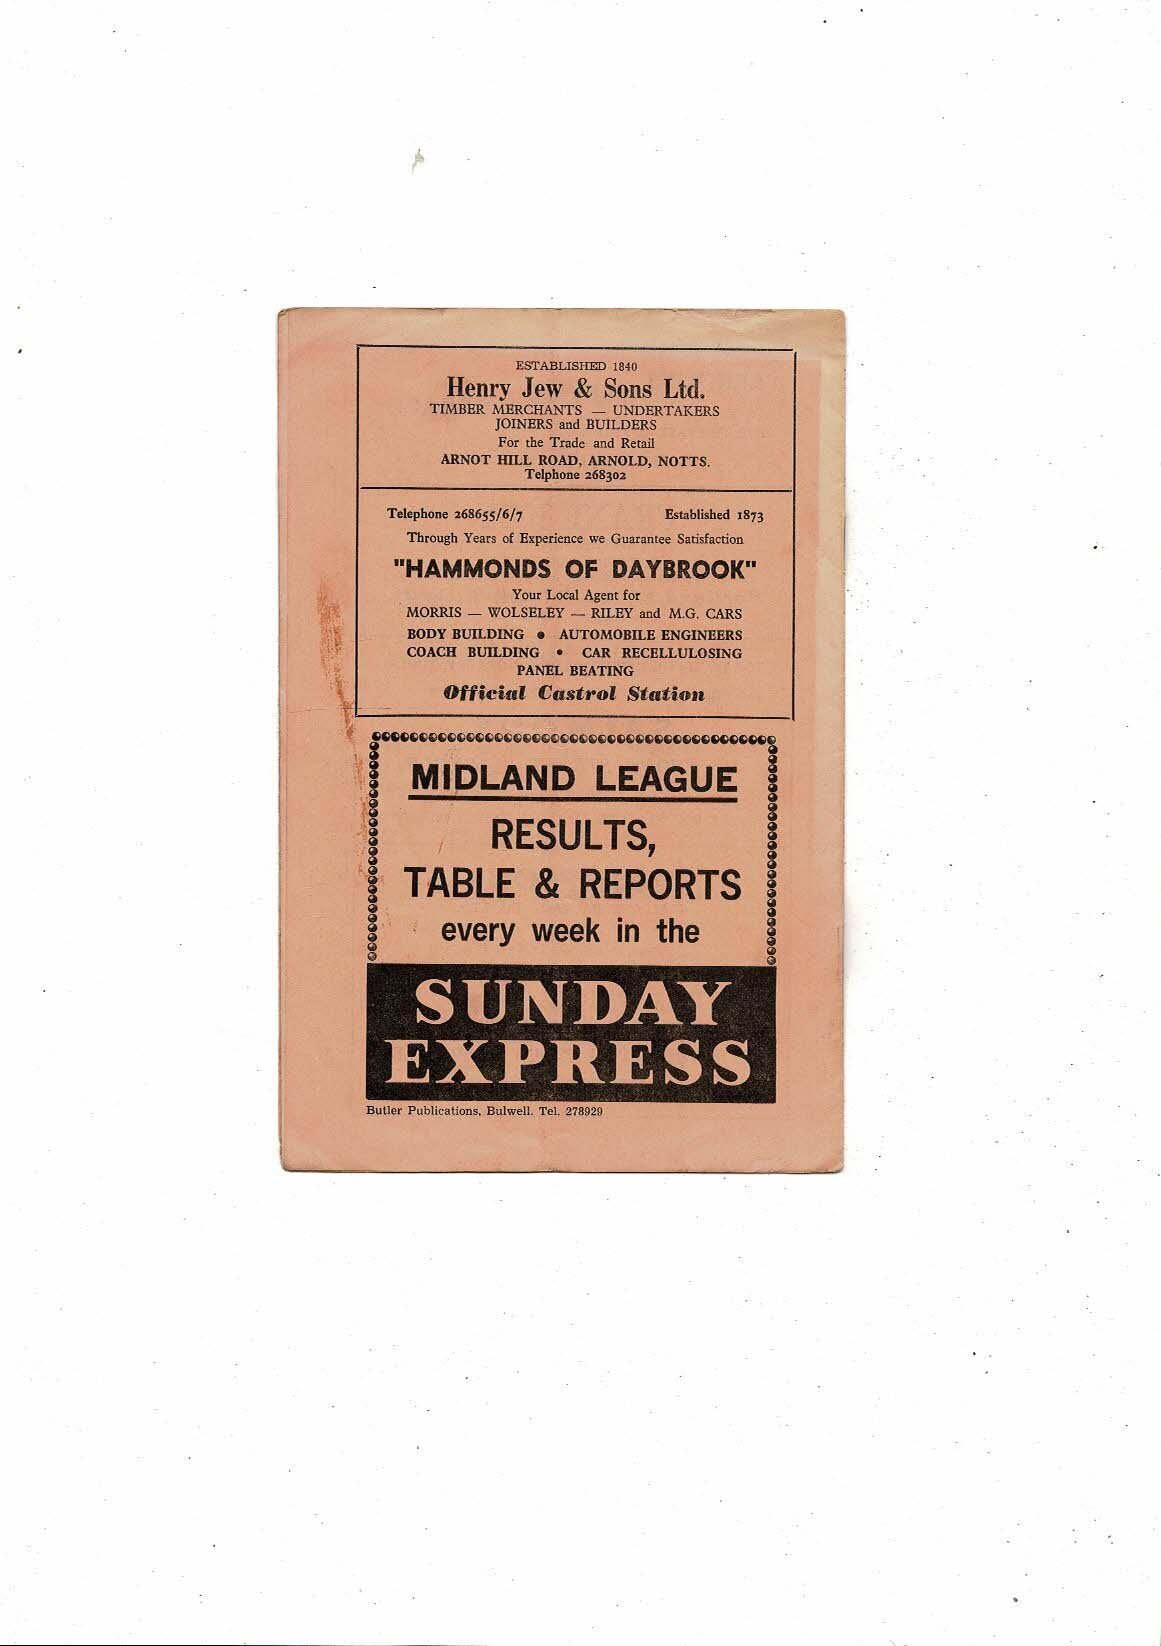 ESTABLISHED 1840
Henry Jew & Sons Ltd.
TIMBER MERCHANTS — UNDERTAKERS
JOINERS and BUILDERS
For the Trade and Retail
ARNOT HILL ROAD, ARNOLD, NOTTS.
Telphone 268302
Telephone 268655/6/7 Established 1873
Through Years of Experience we Guarantee Satisfaction
"HAMMONDS OF DAYBROOK"
Your Local Agent for
MORRIS — WOLSELEY — RILEY and M.G. CARS
BODY BUILDING • AUTOMOBILE ENGINEERS
COACH BUILDING • CAR RECELLULOSING
PANEL BEATING
Official Castrol Station
MIDLAND LEAGUE
RESULTS,
TABLE & REPORTS
every week in the
SUNDAY
EXPRESS
Butler Publications, Bulwell. Tel. 278929